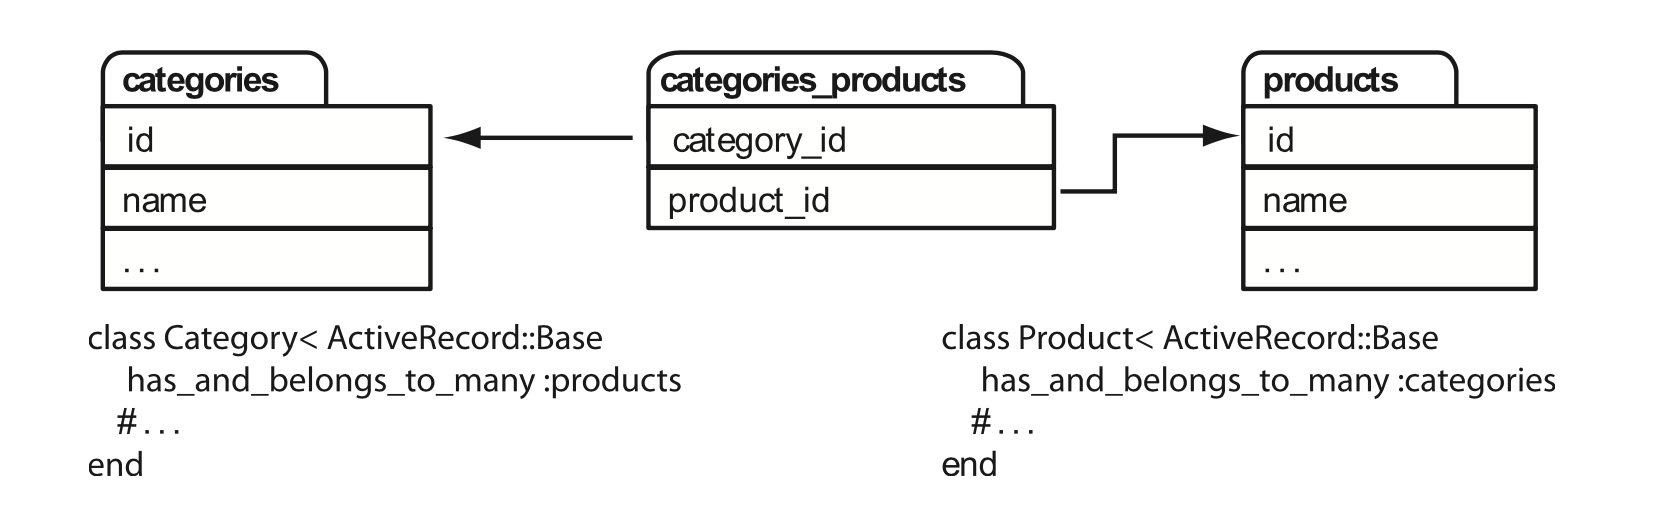 categories
id
name
. . .
categories_products
category_id
product_id
products
id
name
. . .
class Category< ActiveRecord::Base
has_and_belongs_to_many :products
# . . .
end
class Product< ActiveRecord::Base
has_and_belongs_to_many :categories
# . . .
end